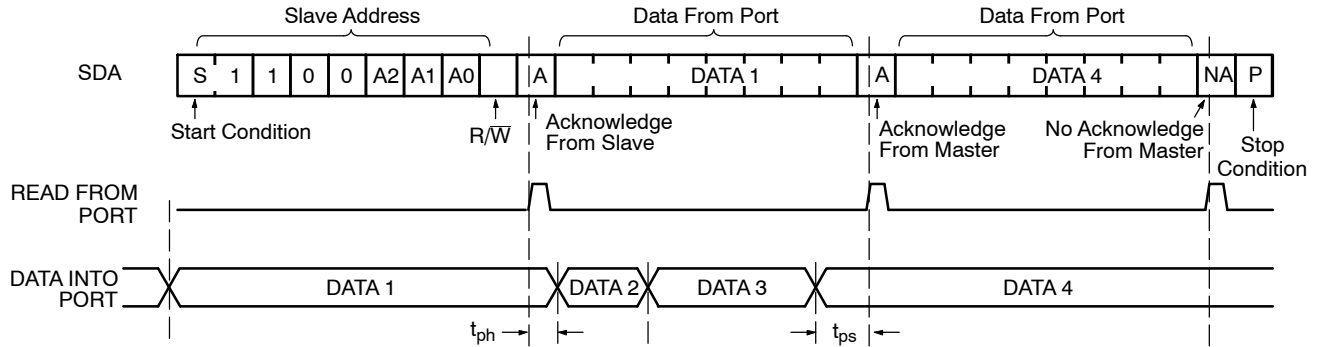 Slave Address
Data From Port
Data From Port
SDA
S 1 1 0 0 A2 A1 A0 A DATA 1 A DATA 4 NA P
Start Condition
R/W̅
Acknowledge
From Slave
Acknowledge
From Master
No Acknowledge
From Master
Stop
Condition
READ FROM
PORT
DATA INTO
PORT
DATA 1
DATA 2
DATA 3
DATA 4
tph
tps